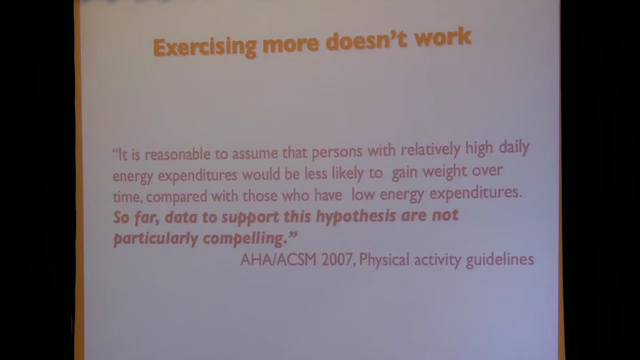 Exercising more doesn't work
"It is reasonable to assume that persons with relatively high daily
energy expenditures would be less likely to gain weight over
time, compared with those who have low energy expenditures.
So far, data to support this hypothesis are not
particularly compelling."
AHA/ACSM 2007, Physical activity guidelines